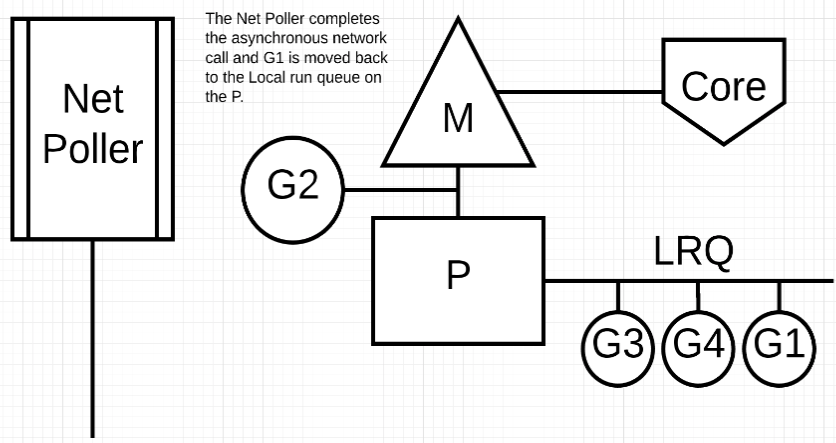 Net
Poller
The Net Poller completes
the asynchronous network
call and G1 is moved back
to the Local run queue on
the P.
M
Core
G2
P
LRQ
G3
G4
G1